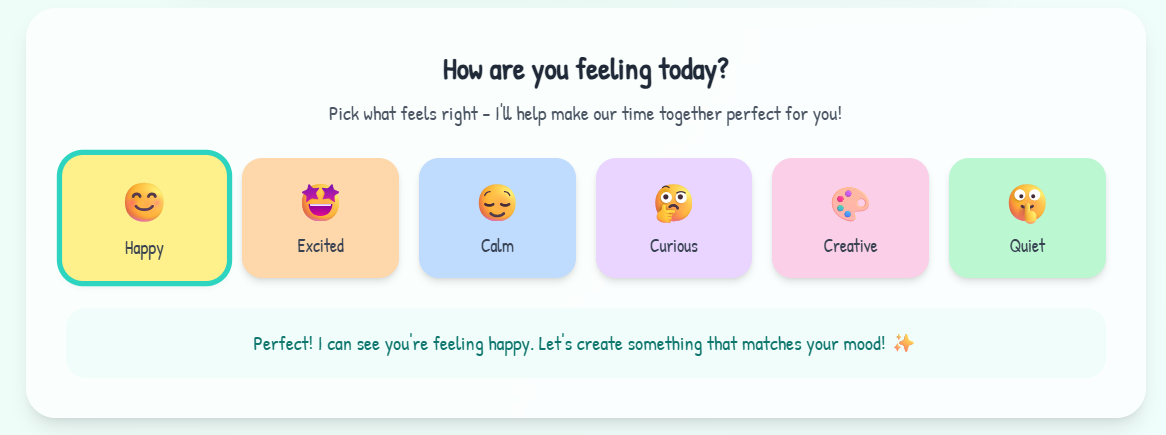 How are you feeling today?
Pick what feels right – I'll help make our time together perfect for you!
Happy
Excited
Calm
Curious
Creative
Quiet
Perfect! I can see you're feeling happy. Let's create something that matches your mood! ✨